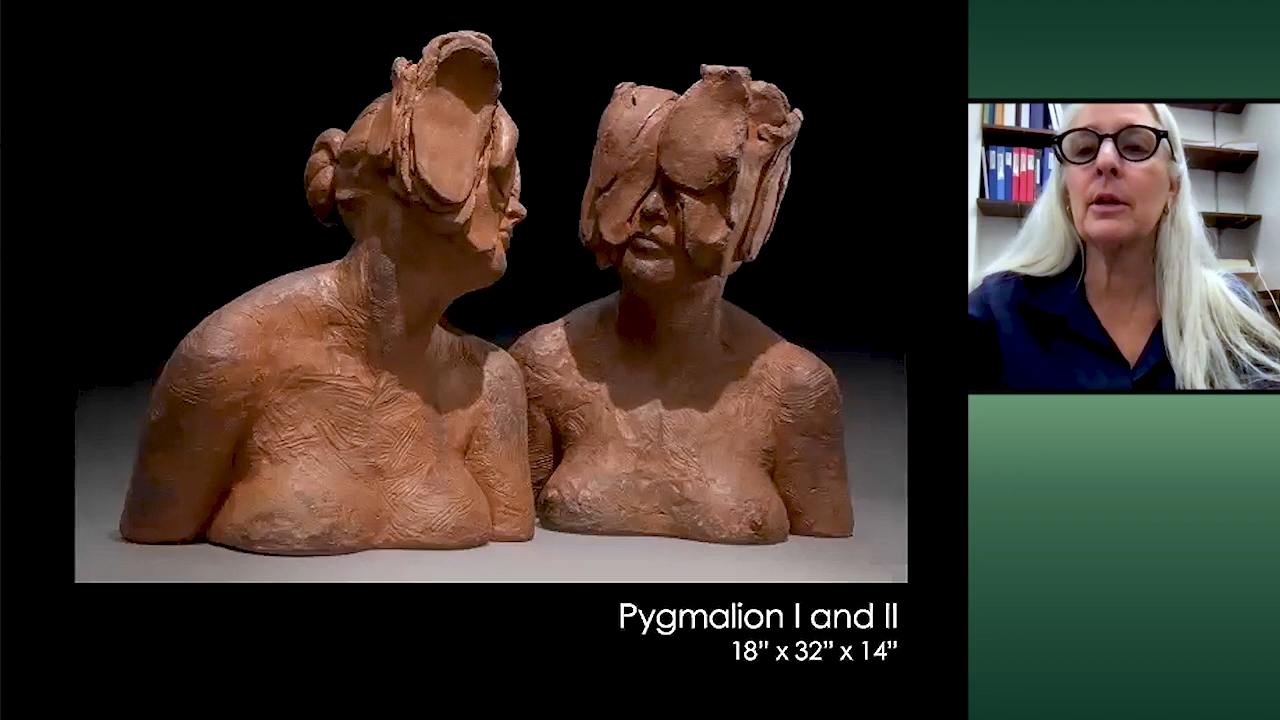 Pygmalion I and II
18” x 32” x 14”